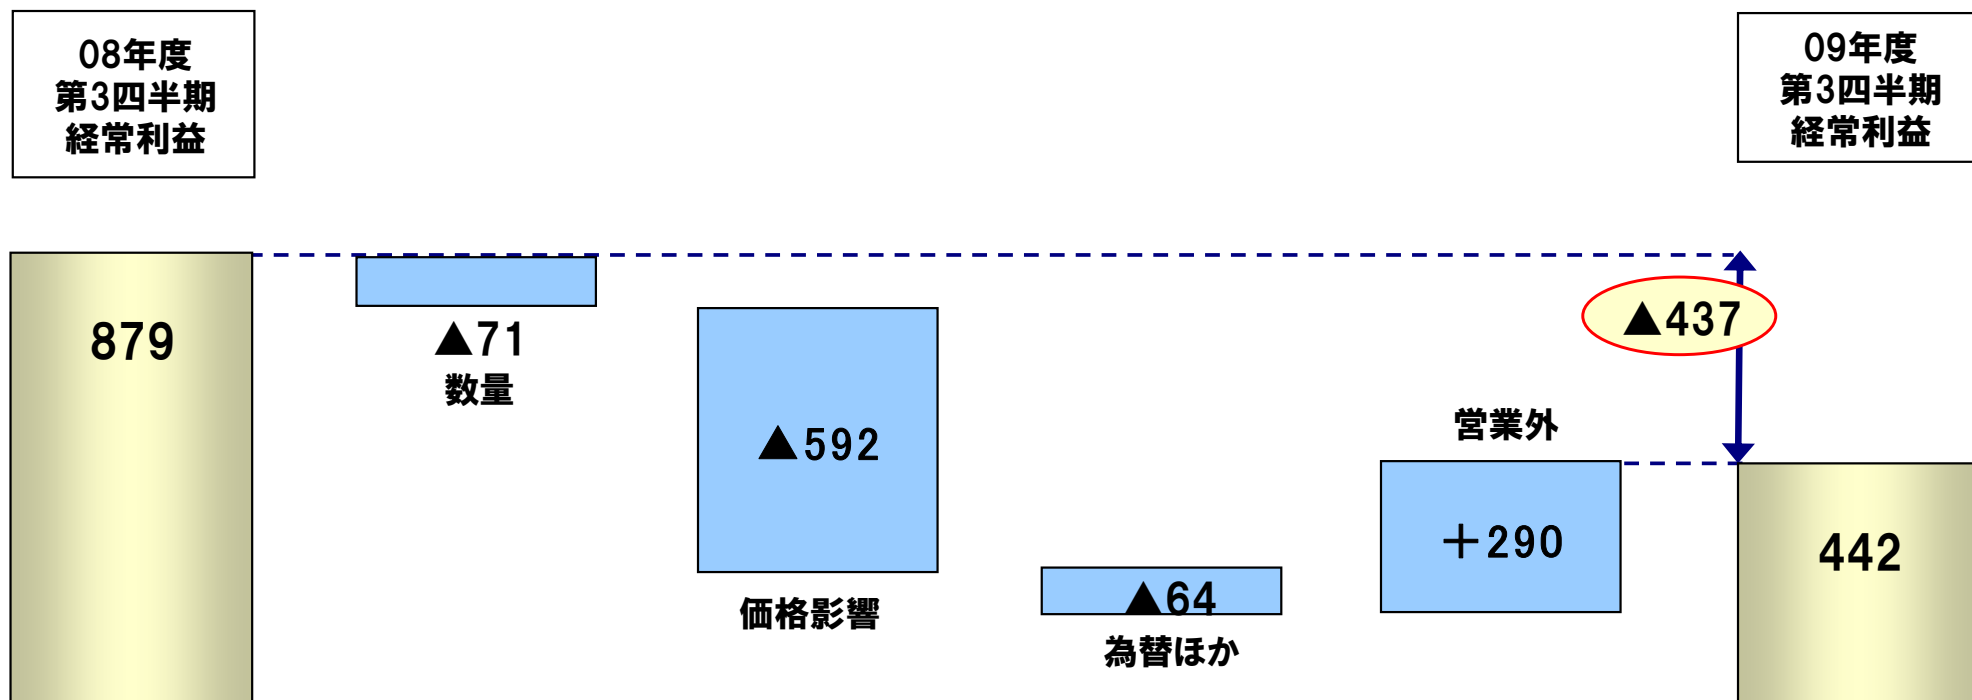 08年度
第3四半期
経常利益
09年度
第3四半期
経常利益
879
▲71
数量
▲592
価格影響
▲64
為替ほか
営業外
＋290
▲437
442